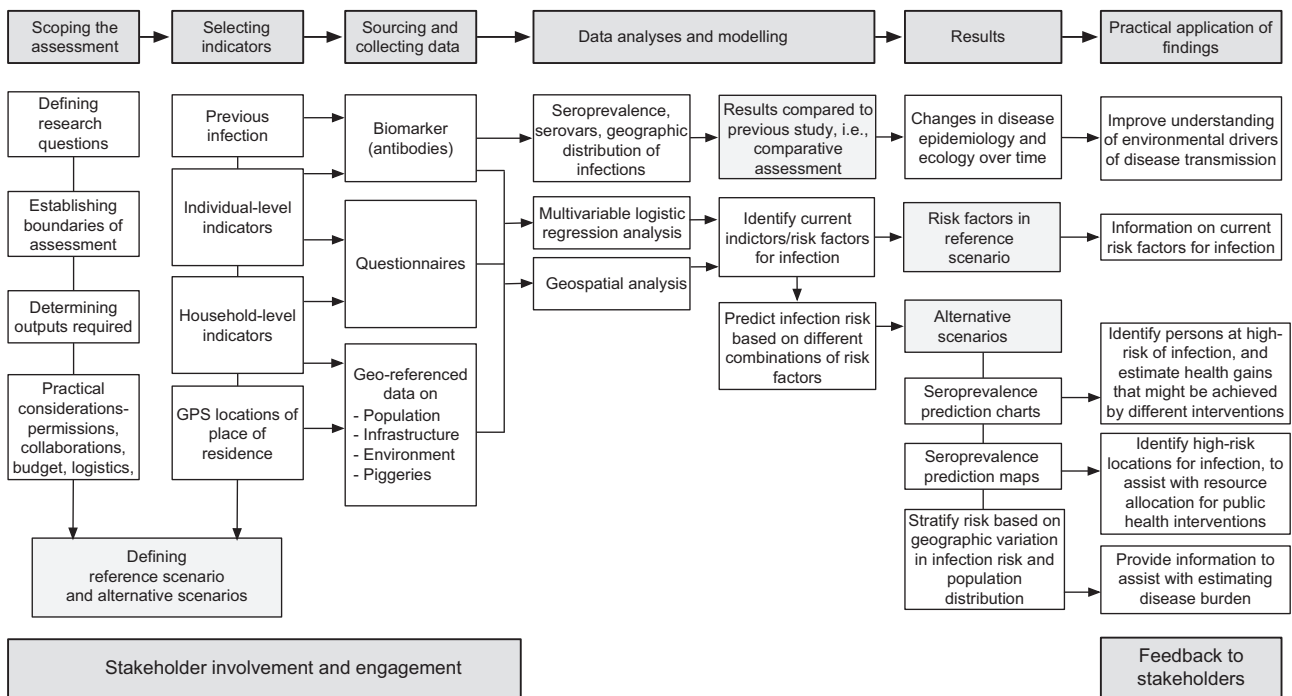 Scoping the
assessment
Selecting
indicators
Sourcing and
collecting data
Data analyses and modelling
Results
Practical application of
findings
Defining
research
questions
Establishing
boundaries of
assessment
Determining
outputs required
Practical
considerations-
permissions,
collaborations,
budget, logistics,
Previous
infection
Individual-level
indicators
Household-level
indicators
GPS locations of
place of
residence
Defining
reference scenario
and alternative scenarios
Biomarker
(antibodies)
Questionnaires
Geo-referenced
data on
- Population
- Infrastructure
- Environment
- Piggeries
Seroprevalence,
serovars, geographic
distribution of
infections
Multivariable logistic
regression analysis
Geospatial analysis
Results compared to
previous study, i.e.,
comparative
assessment
Identify current
indictors/risk factors
for infection
Predict infection risk
based on different
combinations of risk
factors
Changes in disease
epidemiology and
ecology over time
Risk factors in
reference
scenario
Alternative
scenarios
Seroprevalence
prediction charts
Seroprevalence
prediction maps
Stratify risk based on
geographic variation
in infection risk and
population
distribution
Improve understanding
of environmental drivers
of disease transmission
Information on current
risk factors for infection
Identify persons at high-
risk of infection, and
estimate health gains
that might be achieved
by different interventions
Identify high-risk
locations for infection, to
assist with resource
allocation for public
health interventions
Provide information to
assist with estimating
disease burden
Stakeholder involvement and engagement
Feedback to
stakeholders